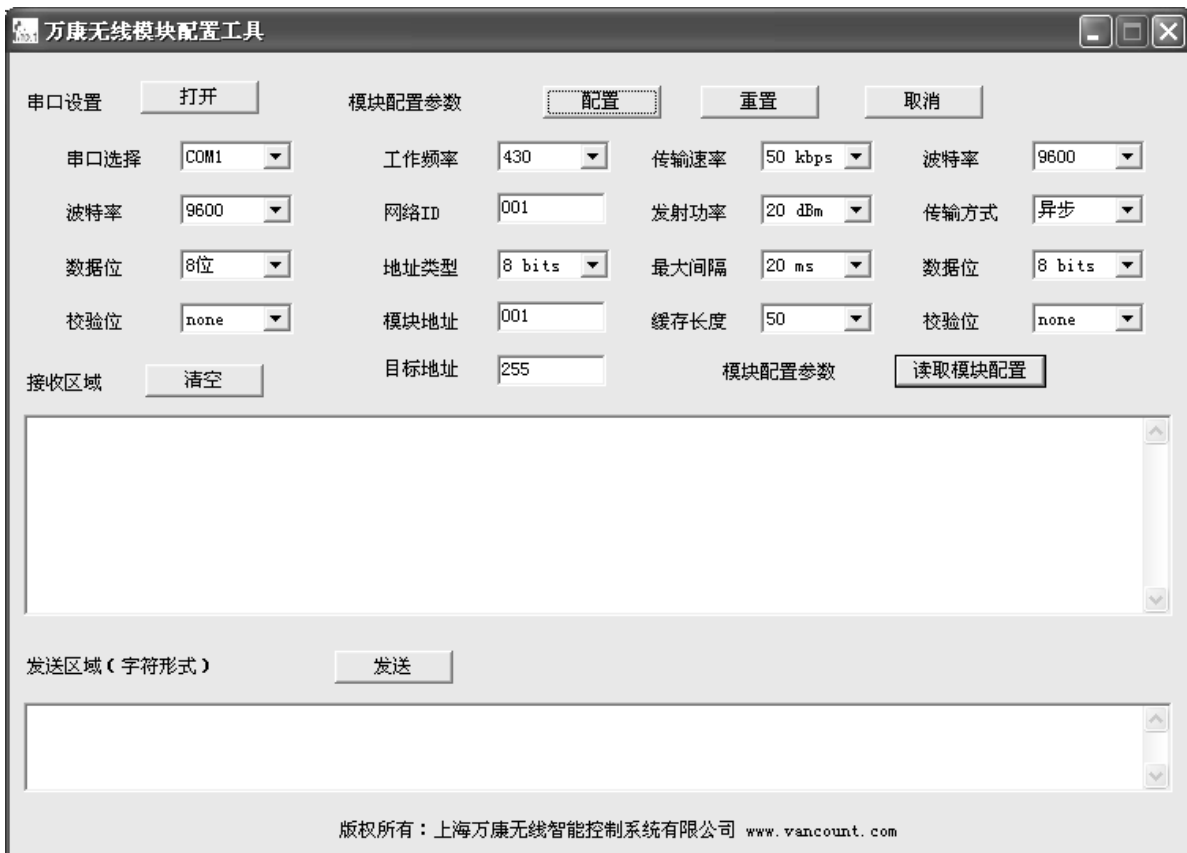 万康无线模块配置工具
串口设置 打开 模块配置参数 配置 重置 取消
串口选择 COM1 工作频率 430 传输速率 50 kbps 波特率 9600
波特率 9600 网络ID 001 发射功率 20 dBm 传输方式 异步
数据位 8位 地址类型 8 bits 最大间隔 20 ms 数据位 8 bits
校验位 none 模块地址 001 缓存长度 50 校验位 none
接收区域 清空 目标地址 255 模块配置参数 读取模块配置
发送区域(字符形式) 发送
版权所有：上海万康无线智能控制系统有限公司 www.vancount.com